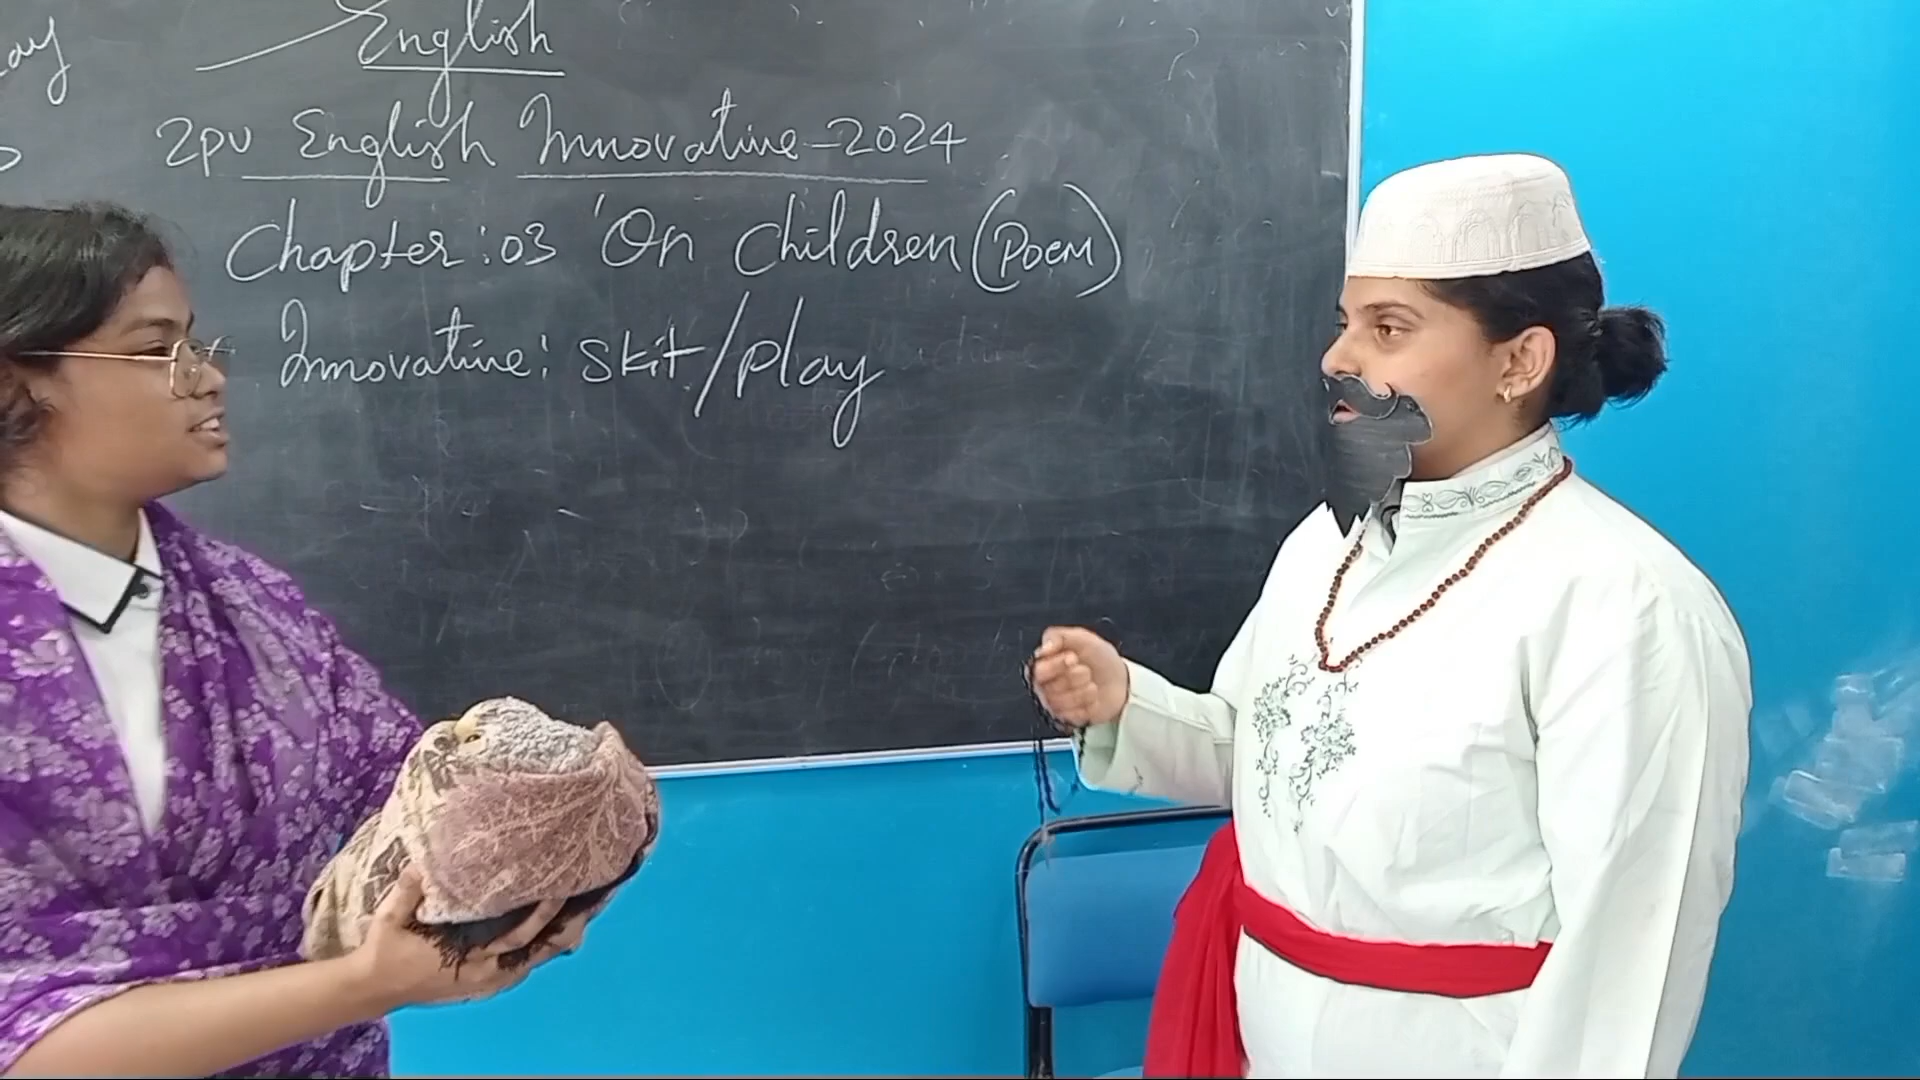 English
2PU English Innovative-2024
Chapter:03 'On Children (Poem)
Innovative: Skit/Play